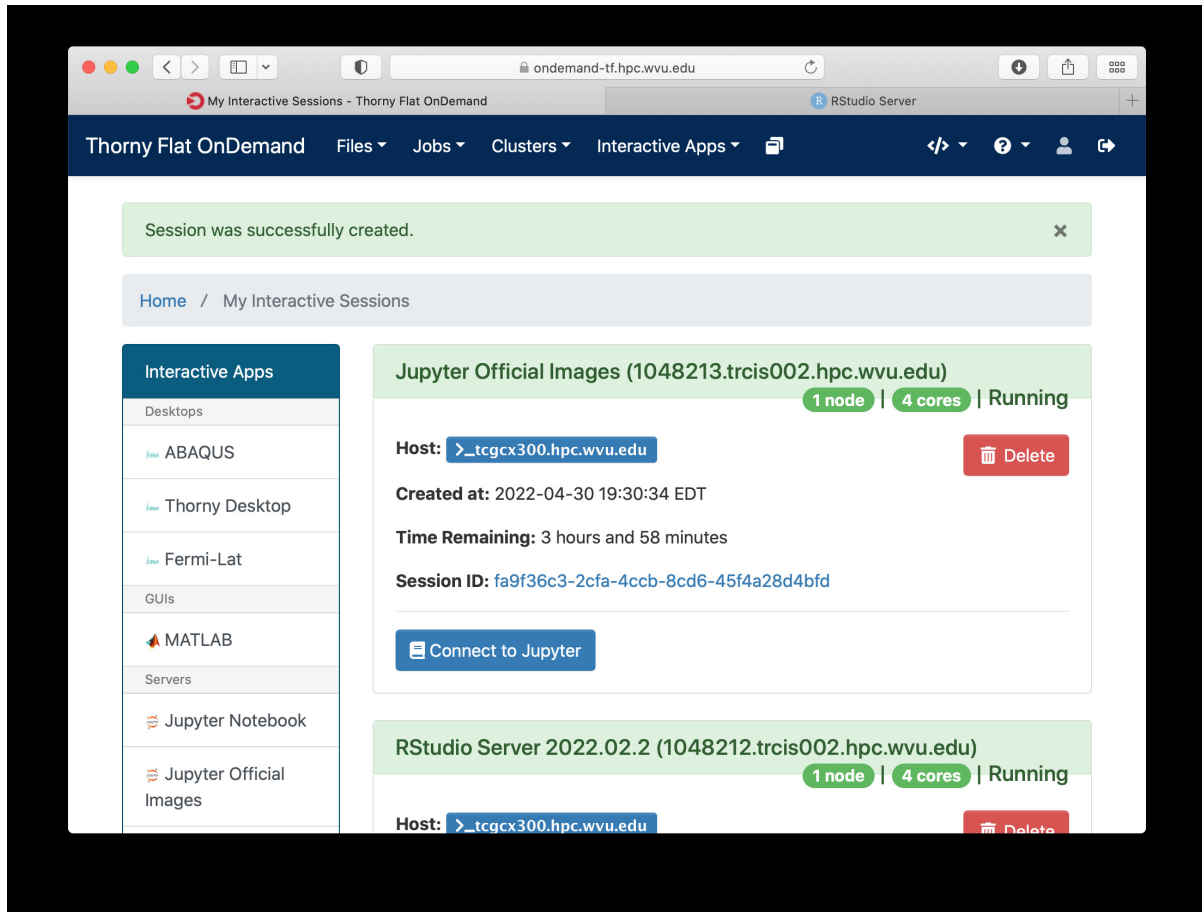 ondemand-tf.hpc.wvu.edu
My Interactive Sessions - Thorny Flat OnDemand
R RStudio Server
Thorny Flat OnDemand Files Jobs Clusters Interactive Apps
Session was successfully created.
Home / My Interactive Sessions
Interactive Apps
Desktops
ABAQUS
Thorny Desktop
Fermi-Lat
GUIs
MATLAB
Servers
Jupyter Notebook
Jupyter Official
Images
Jupyter Official Images (1048213.trcis002.hpc.wvu.edu)
1 node | 4 cores | Running
Host: >_tcgcx300.hpc.wvu.edu
Delete
Created at: 2022-04-30 19:30:34 EDT
Time Remaining: 3 hours and 58 minutes
Session ID: fa9f36c3-2cfa-4ccb-8cd6-45f4a28d4bfd
Connect to Jupyter
RStudio Server 2022.02.2 (1048212.trcis002.hpc.wvu.edu)
1 node | 4 cores | Running
Host: >_tcgcx300.hpc.wvu.edu
Delete